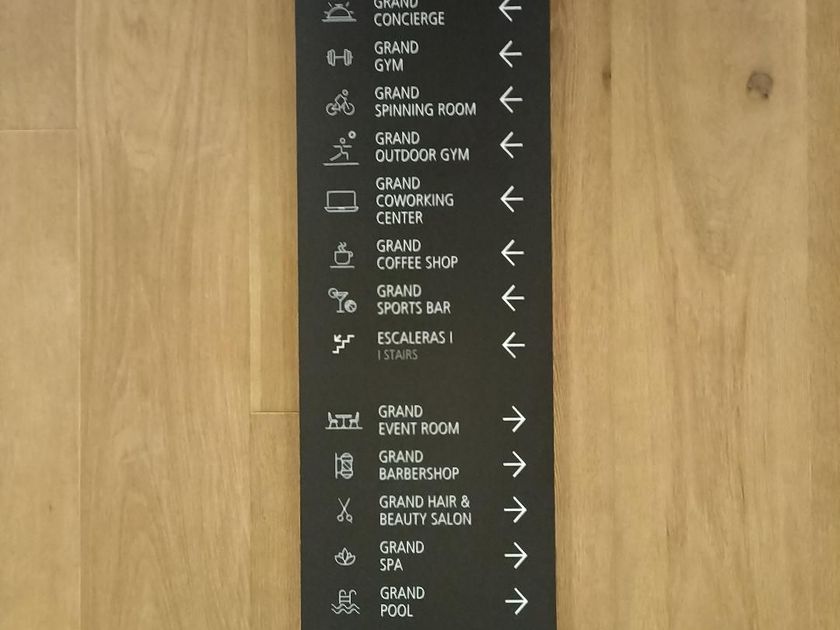 GRAND
CONCIERGE
GRAND
GYM
GRAND
SPINNING ROOM
GRAND
OUTDOOR GYM
GRAND
COWORKING
CENTER
GRAND
COFFEE SHOP
GRAND
SPORTS BAR
ESCALERAS I
I STAIRS
GRAND
EVENT ROOM
GRAND
BARBERSHOP
GRAND HAIR &
BEAUTY SALON
GRAND
SPA
GRAND
POOL